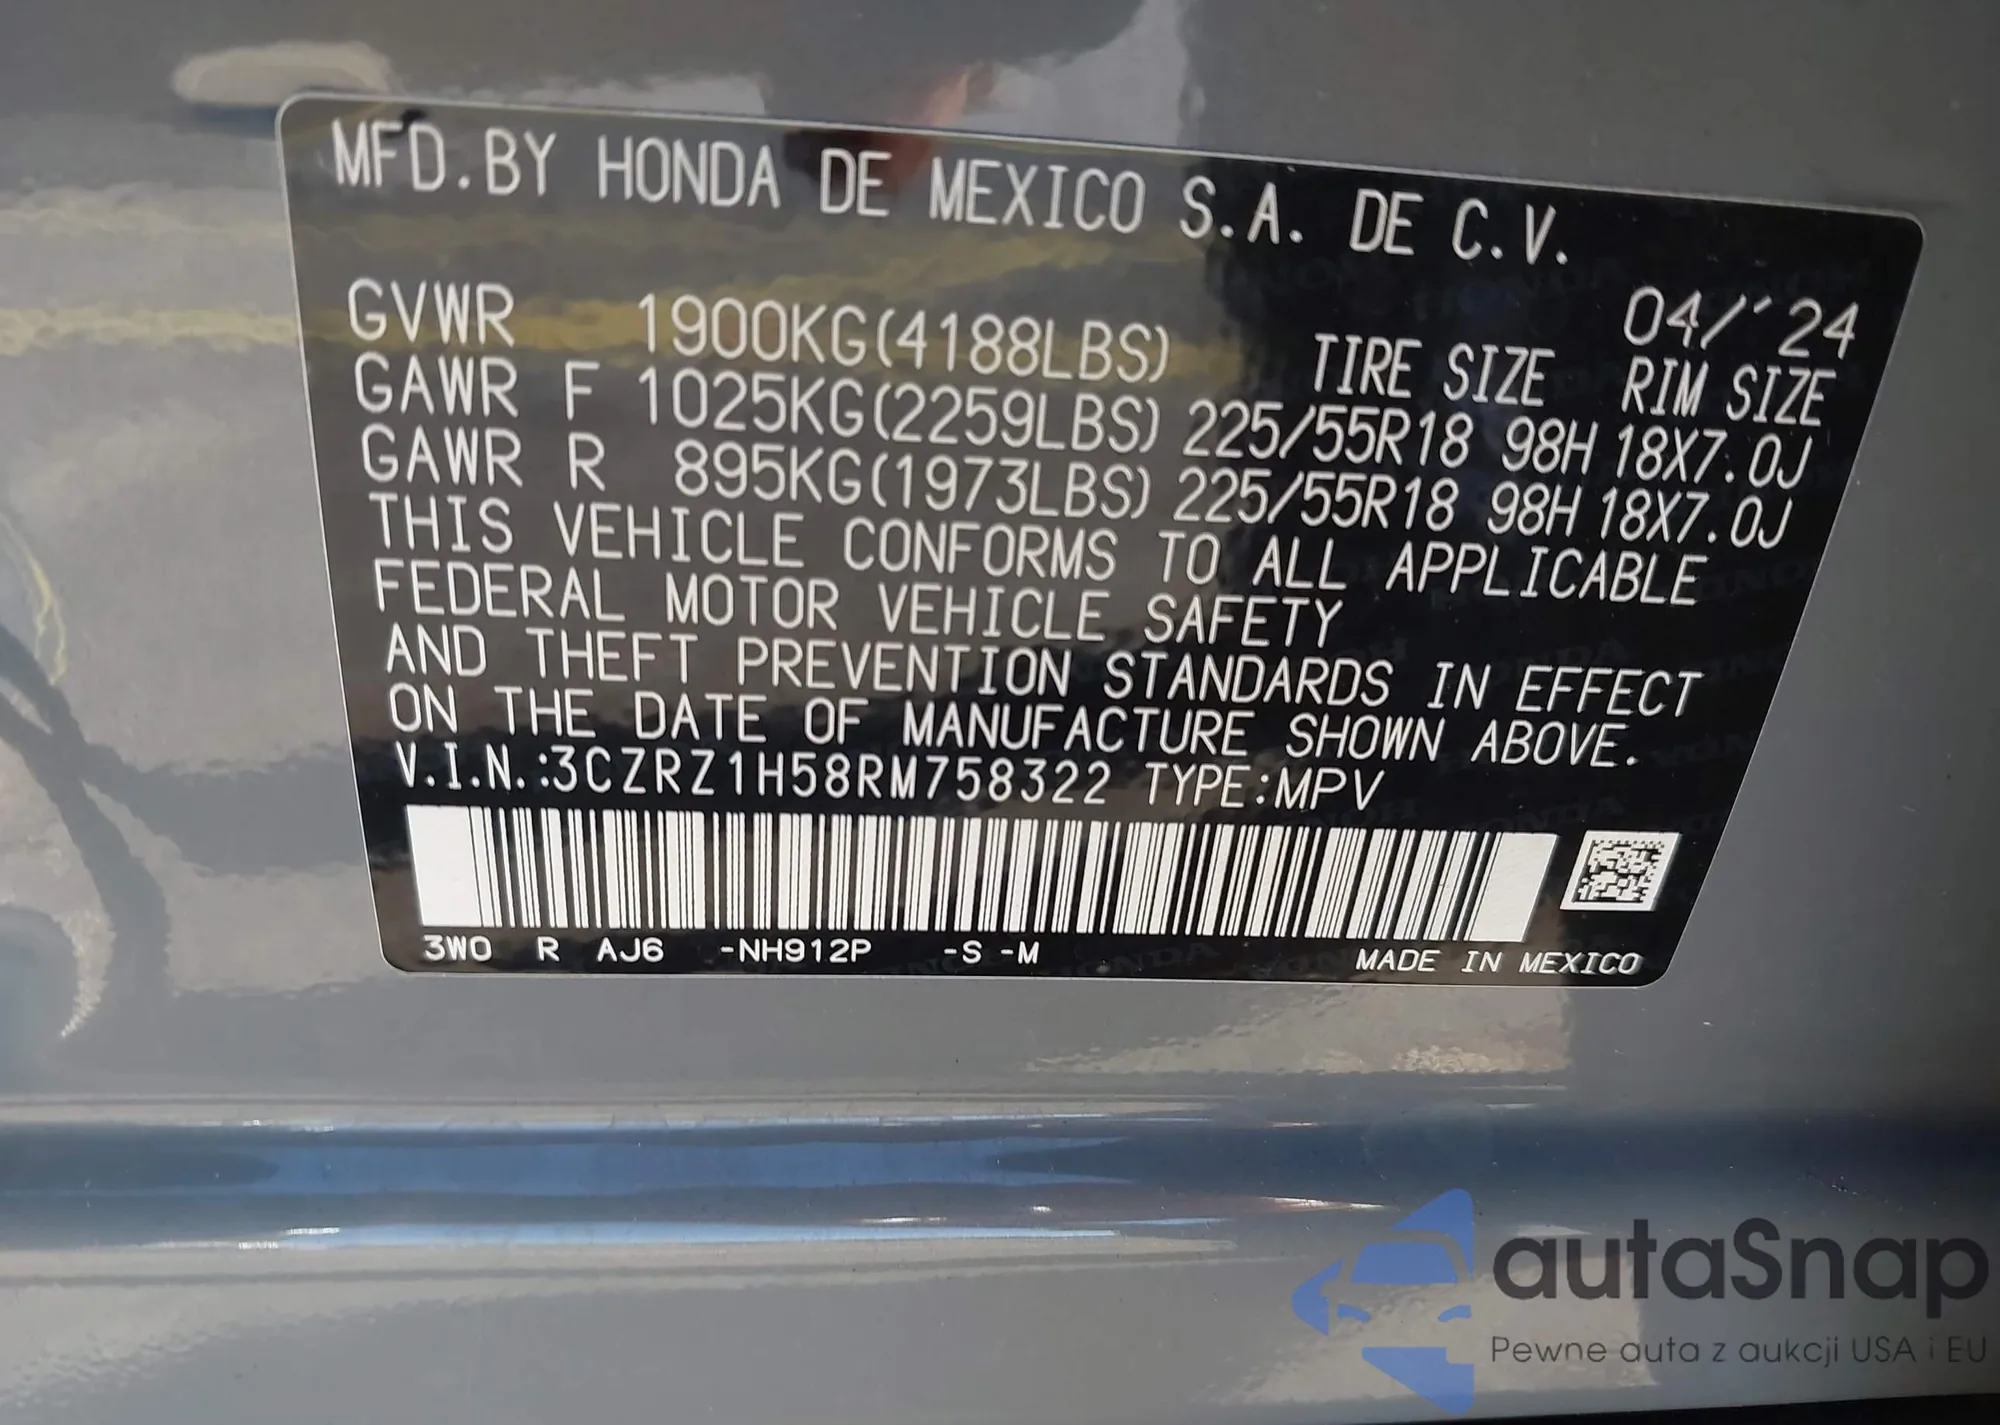 MFD.BY HONDA DE MEXICO S.A. DE C.V.
04/'24
GVWR 1900KG(4188LBS) TIRE SIZE RIM SIZE
GAWR F 1025KG(2259LBS) 225/55R18 98H 18X7.0J
GAWR R 895KG(1973LBS) 225/55R18 98H 18X7.0J
THIS VEHICLE CONFORMS TO ALL APPLICABLE
FEDERAL MOTOR VEHICLE SAFETY
AND THEFT PREVENTION STANDARDS IN EFFECT
ON THE DATE OF MANUFACTURE SHOWN ABOVE.
V.I.N.:3CZRZ1H58RM758322 TYPE:MPV
3W0 R AJ6 -NH912P -S -M MADE IN MEXICO
autaSnap
Pewne auta z aukcji USA i EU